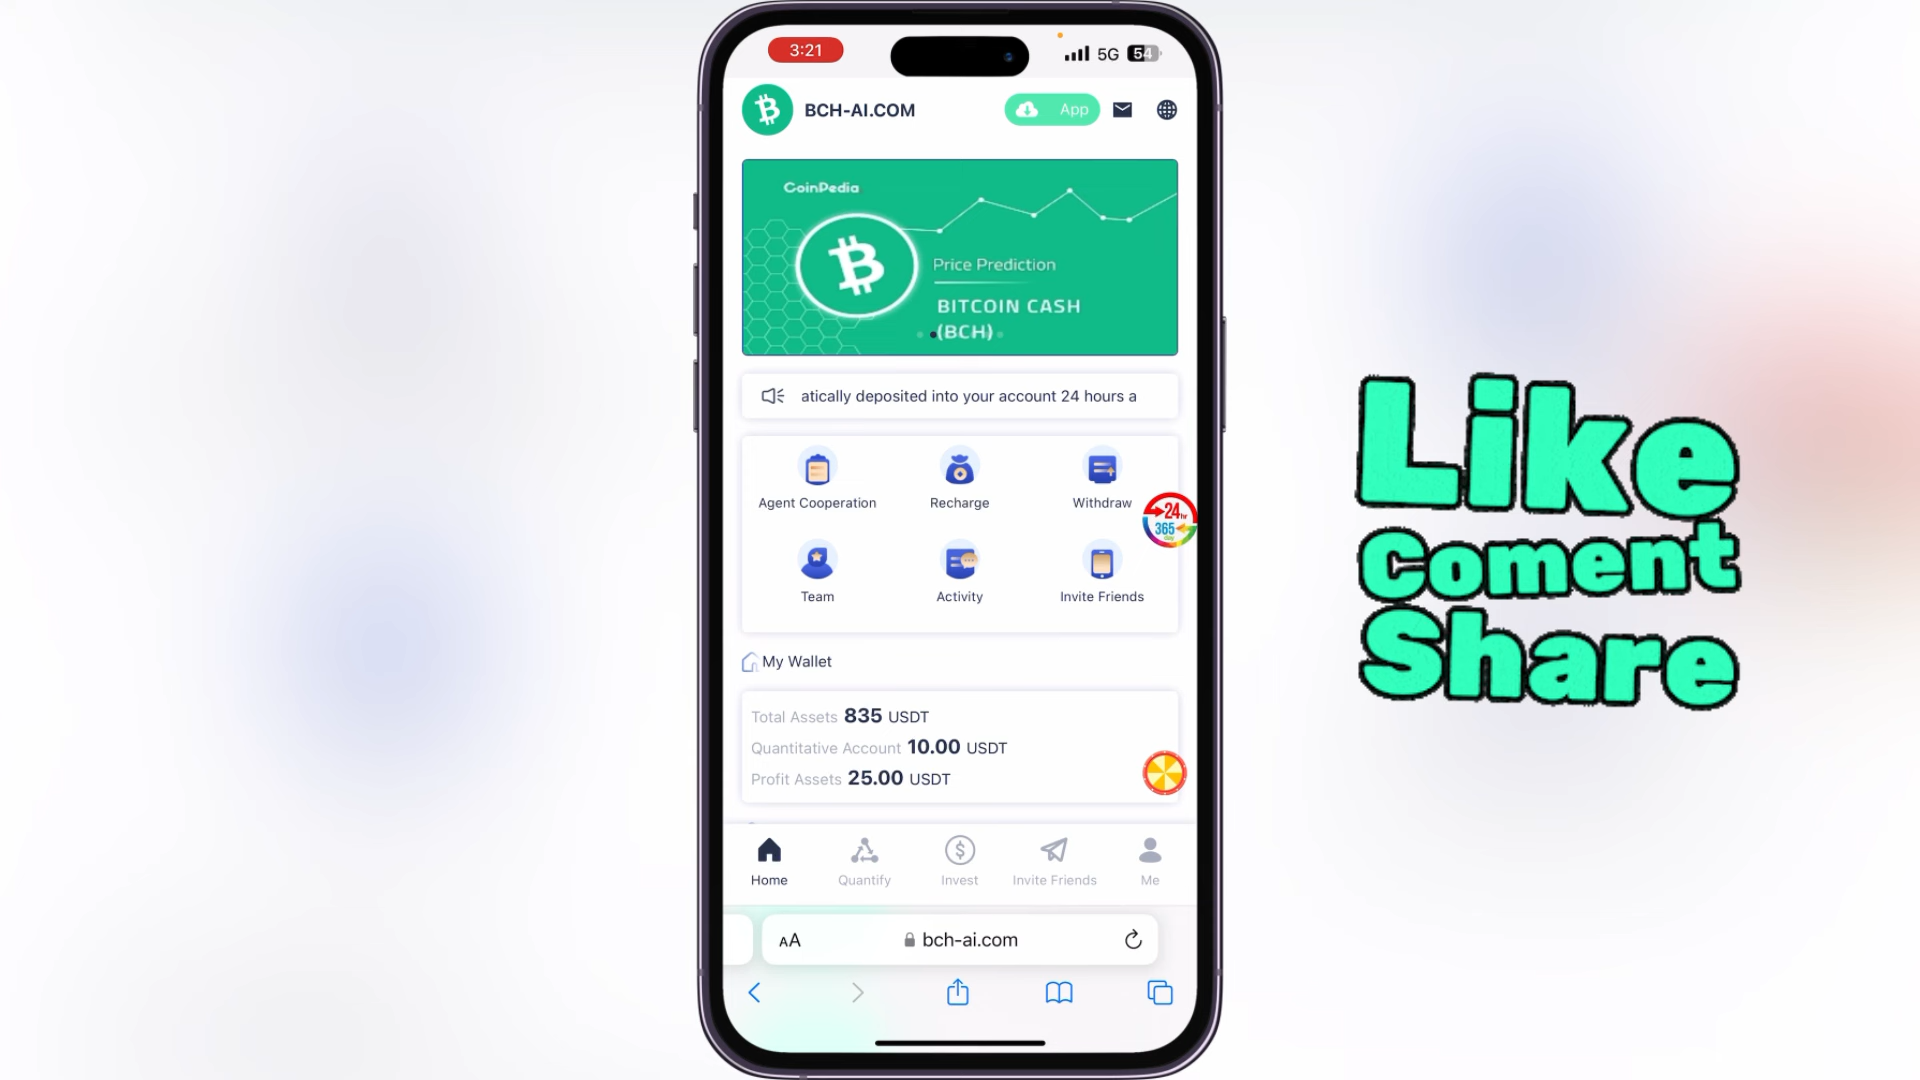 3:21
5G 54
BCH-AI.COM
App
CoinPedia
Price Prediction
BITCOIN CASH
(BCH)
atically deposited into your account 24 hours a
Agent Cooperation
Recharge
Withdraw
24hr
365
day
Team
Activity
Invite Friends
My Wallet
Total Assets 835 USDT
Quantitative Account 10.00 USDT
Profit Assets 25.00 USDT
Home
Quantify
Invest
Invite Friends
Me
AA
bch-ai.com
Like
Coment
Share